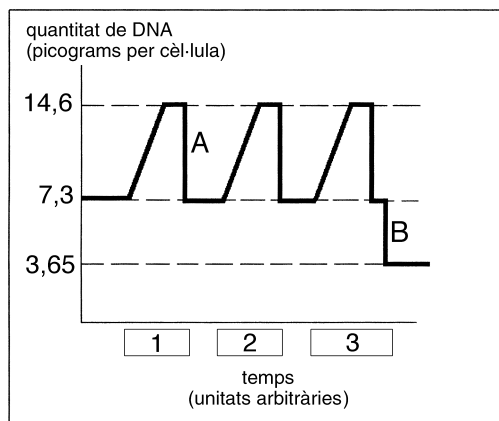 quantitat de DNA
(picograms per cèl·lula)
14,6
A
7,3
B
3,65
1 2 3
temps
(unitats arbitràries)